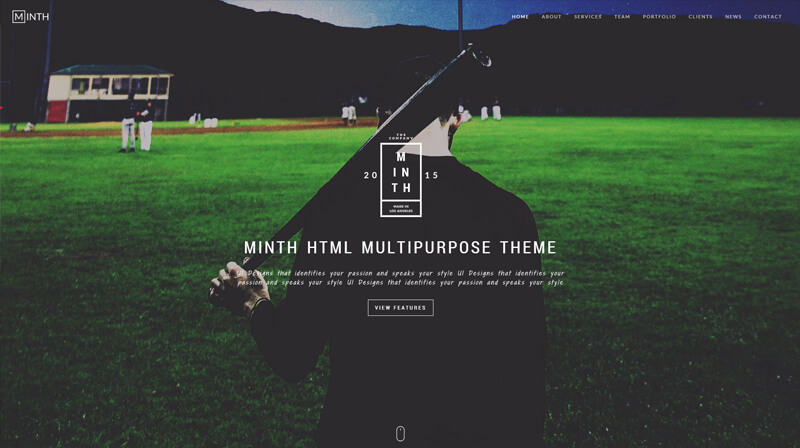 MINTH
HOME ABOUT SERVICES TEAM PORTFOLIO CLIENTS NEWS CONTACT
THE
COMPANY
M
20 IN 15
TH
MADE IN
LOS ANGELES
MINTH HTML MULTIPURPOSE THEME
UI Designs that identifies your passion and speaks your style UI Designs that identifies your
passion and speaks your style UI Designs that identifies your passion and speaks your style
VIEW FEATURES